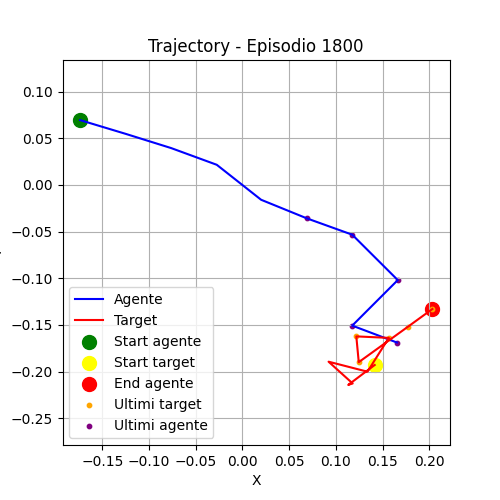 Trajectory - Episodio 1800
0.10
0.05
0.00
−0.05
−0.10
−0.15
−0.20
−0.25
Agente
Target
Start agente
Start target
End agente
Ultimi target
Ultimi agente
−0.15 −0.10 −0.05 0.00 0.05 0.10 0.15 0.20
X